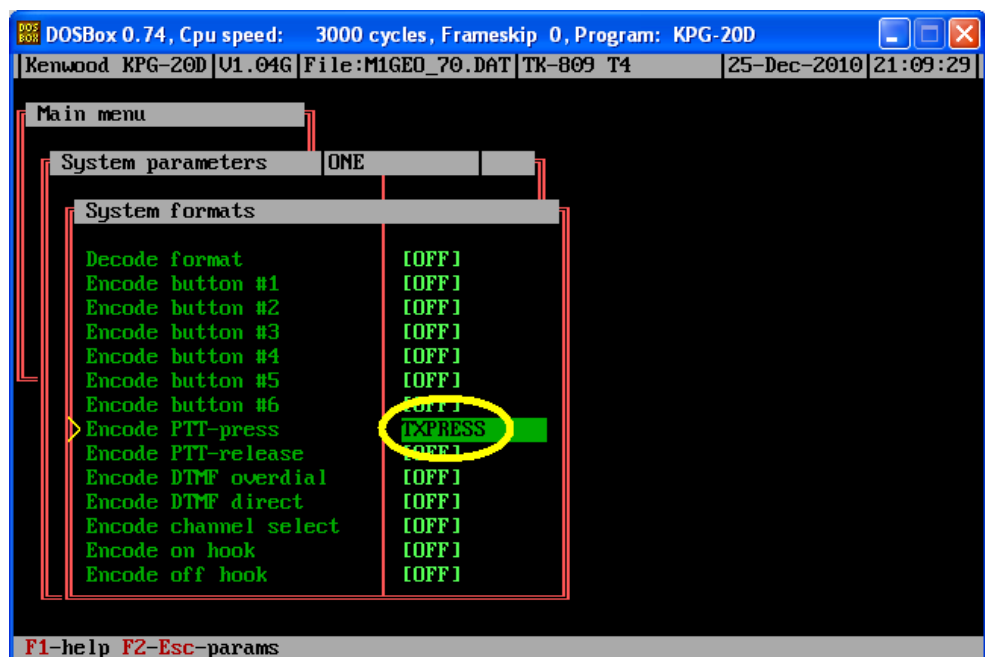 DOSBox 0.74, Cpu speed: 3000 cycles, Frameskip 0, Program: KPG-20D
Kenwood KPG-20D V1.04G File:M1GEO_70.DAT TK-809 T4 25-Dec-2010 21:09:29
Main menu
System parameters ONE
System formats
Decode format [OFF]
Encode button #1 [OFF]
Encode button #2 [OFF]
Encode button #3 [OFF]
Encode button #4 [OFF]
Encode button #5 [OFF]
Encode button #6 [OFF]
Encode PTT-press TXPRESS
Encode PTT-release [OFF]
Encode DTMF overdial [OFF]
Encode DTMF direct [OFF]
Encode channel select [OFF]
Encode on hook [OFF]
Encode off hook [OFF]
F1-help F2-Esc-params